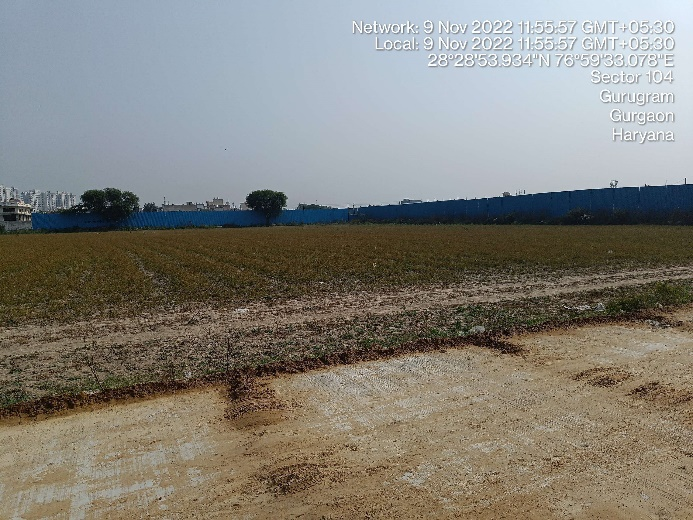 Network: 9 Nov 2022 11:55:57 GMT+05:30
Local: 9 Nov 2022 11:55:57 GMT+05:30
28°28'53.934"N 76°59'33.078"E
Sector 104
Gurugram
Gurgaon
Haryana